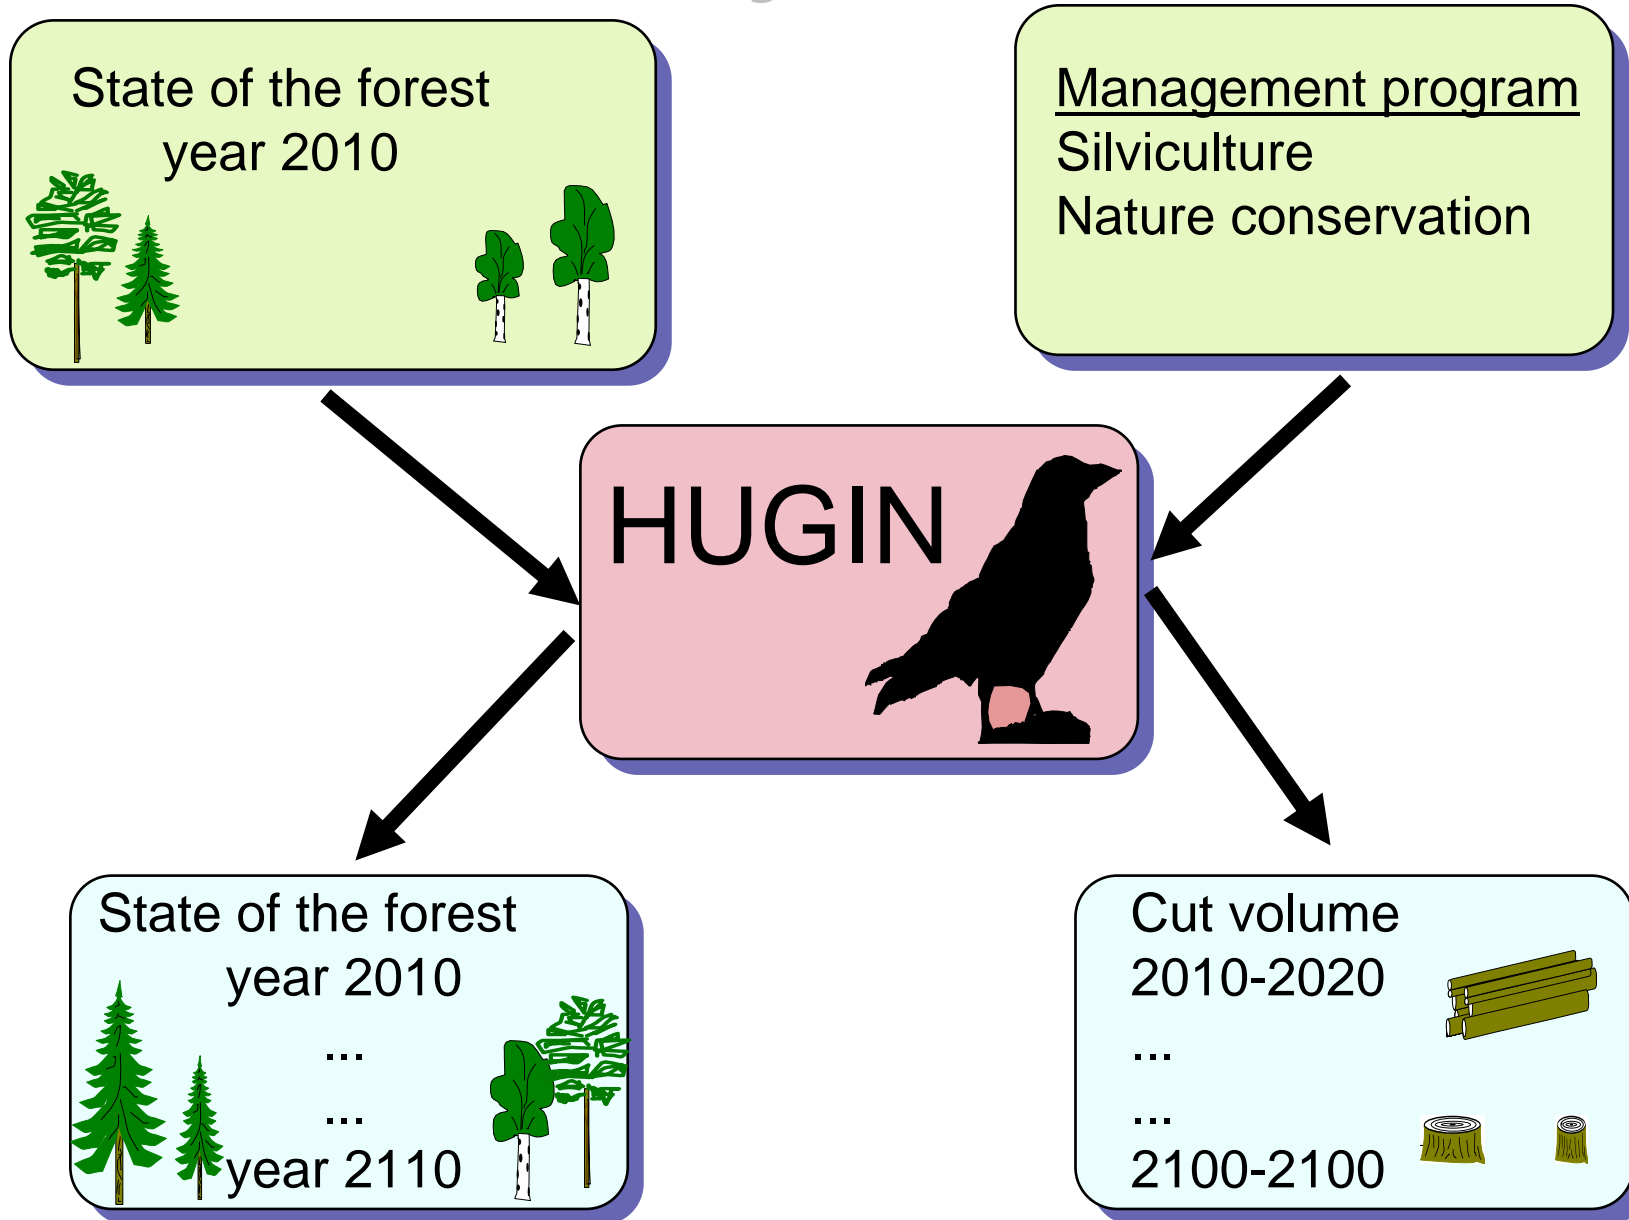 State of the forest
year 2010
Management program
Silviculture
Nature conservation
HUGIN
State of the forest
year 2010
...
...
year 2110
Cut volume
2010-2020
...
...
2100-2100